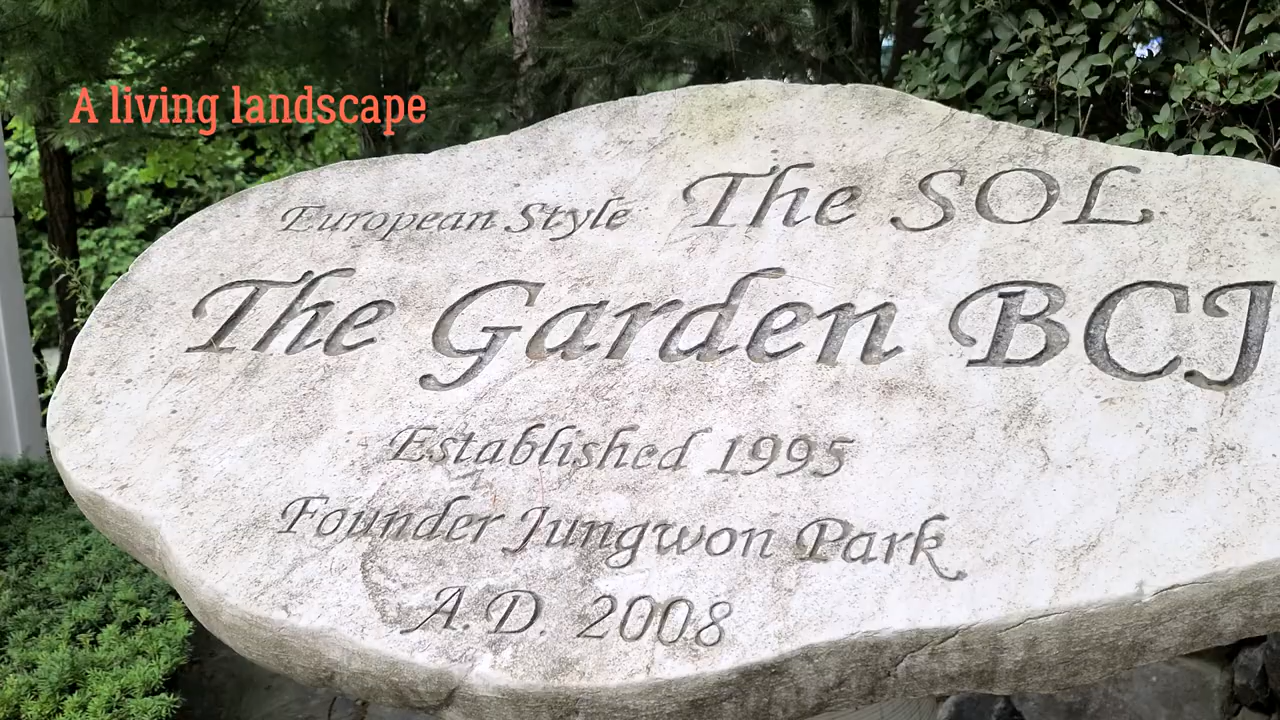 A living landscape
European Style The SOL
The Garden BCJ
Established 1995
Founder Jungwon Park
A.D. 2008